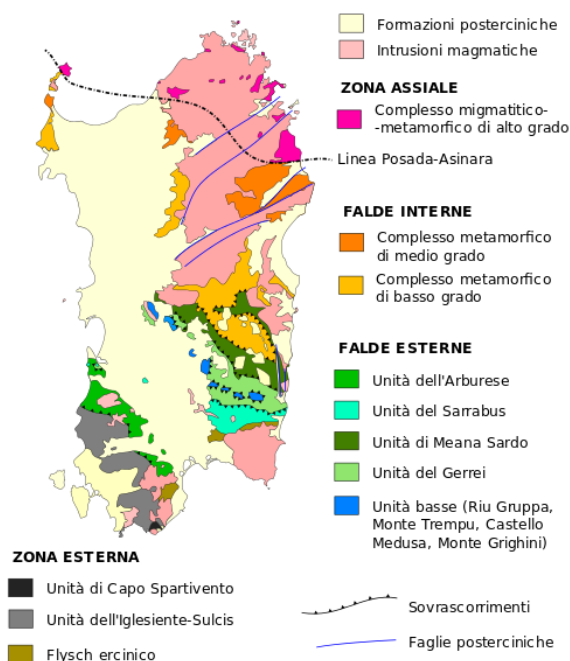 Formazioni posterciniche
Intrusioni magmatiche
ZONA ASSIALE
Complesso migmatitico-
-metamorfico di alto grado
Linea Posada-Asinara
FALDE INTERNE
Complesso metamorfico
di medio grado
Complesso metamorfico
di basso grado
FALDE ESTERNE
Unità dell'Arburese
Unità del Sarrabus
Unità di Meana Sardo
Unità del Gerrei
Unità basse (Riu Gruppa,
Monte Trempu, Castello
Medusa, Monte Grighini)
ZONA ESTERNA
Unità di Capo Spartivento
Unità dell'Iglesiente-Sulcis
Flysch ercinico
Sovrascorrimenti
Faglie posterciniche